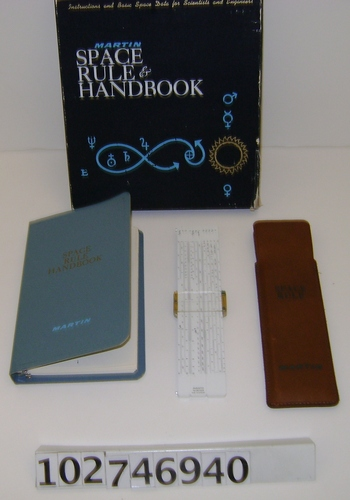 Instructions and Basic Space Data for Scientists and Engineers
MARTIN
SPACE
RULE &
HANDBOOK
SPACE
RULE
HANDBOOK
MARTIN
102746940